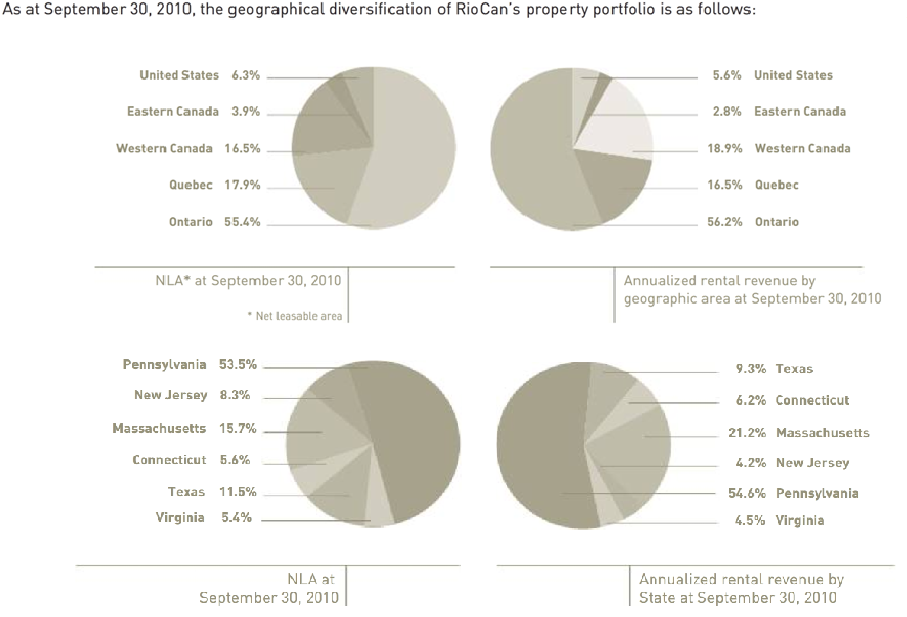 As at September 30, 2010, the geographical diversification of RioCan's property portfolio is as follows:
United States 6.3%
Eastern Canada 3.9%
Western Canada 16.5%
Quebec 17.9%
Ontario 55.4%
NLA* at September 30, 2010
* Net leasable area
5.6% United States
2.8% Eastern Canada
18.9% Western Canada
16.5% Quebec
56.2% Ontario
Annualized rental revenue by
geographic area at September 30, 2010
Pennsylvania 53.5%
New Jersey 8.3%
Massachusetts 15.7%
Connecticut 5.6%
Texas 11.5%
Virginia 5.4%
NLA at
September 30, 2010
9.3% Texas
6.2% Connecticut
21.2% Massachusetts
4.2% New Jersey
54.6% Pennsylvania
4.5% Virginia
Annualized rental revenue by
State at September 30, 2010